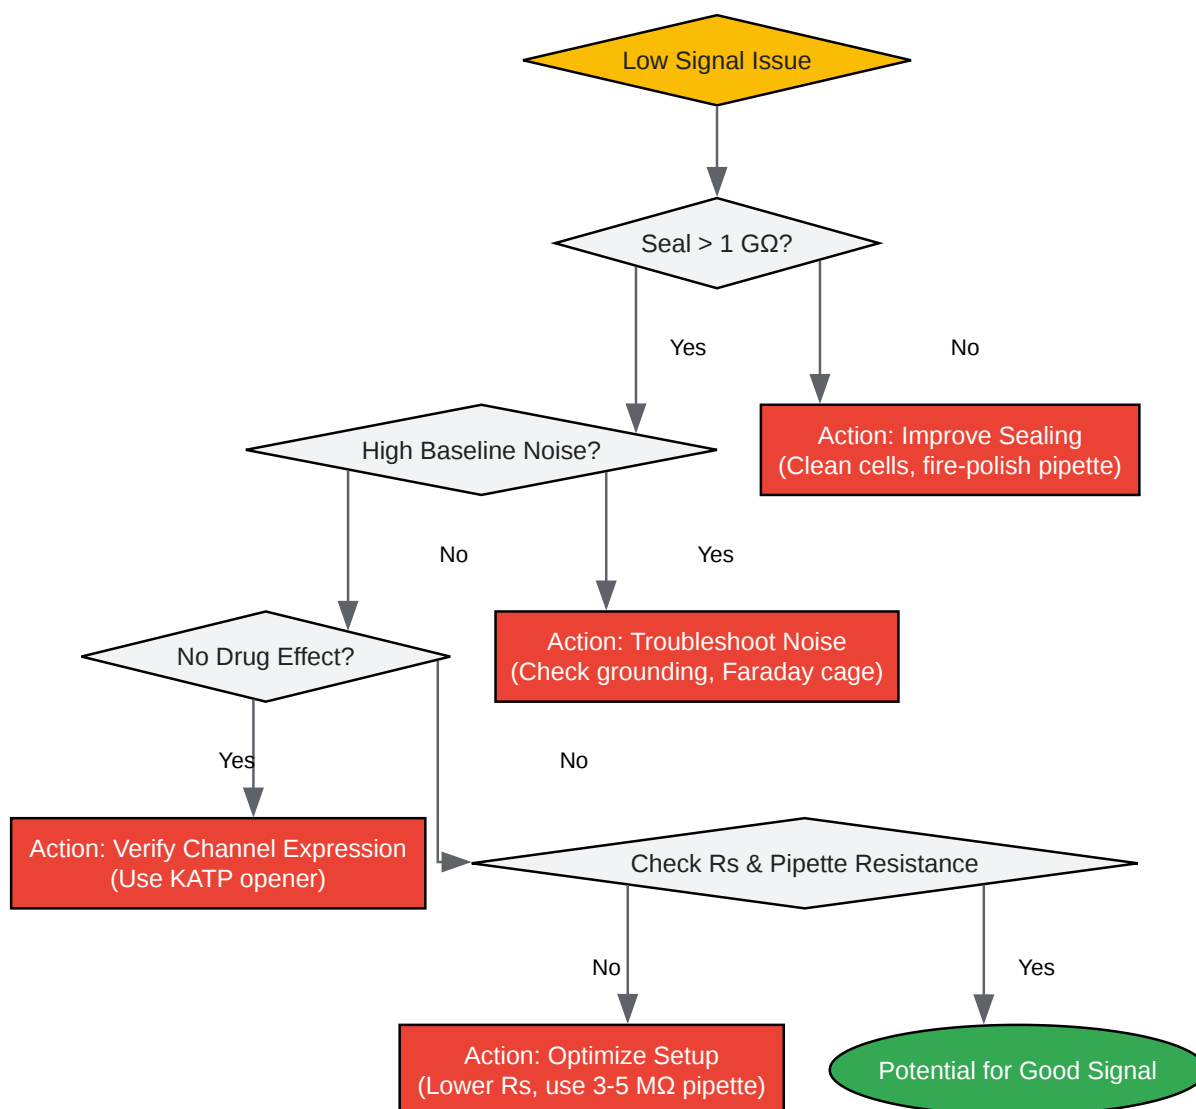 Low Signal Issue
Seal > 1 GΩ?
Yes
No
High Baseline Noise?
Action: Improve Sealing
(Clean cells, fire-polish pipette)
No
Yes
No Drug Effect?
Action: Troubleshoot Noise
(Check grounding, Faraday cage)
Yes
No
Action: Verify Channel Expression
(Use KATP opener)
Check Rs & Pipette Resistance
No
Yes
Action: Optimize Setup
(Lower Rs, use 3-5 MΩ pipette)
Potential for Good Signal